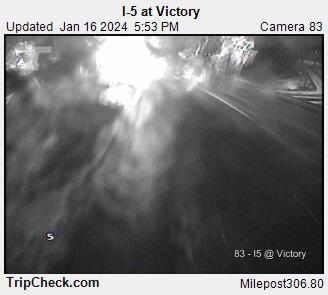 I-5 at Victory
Updated Jan 16 2024 5:53 PM Camera 83
S
83 - I5 @ Victory
TripCheck.com Milepost306.80